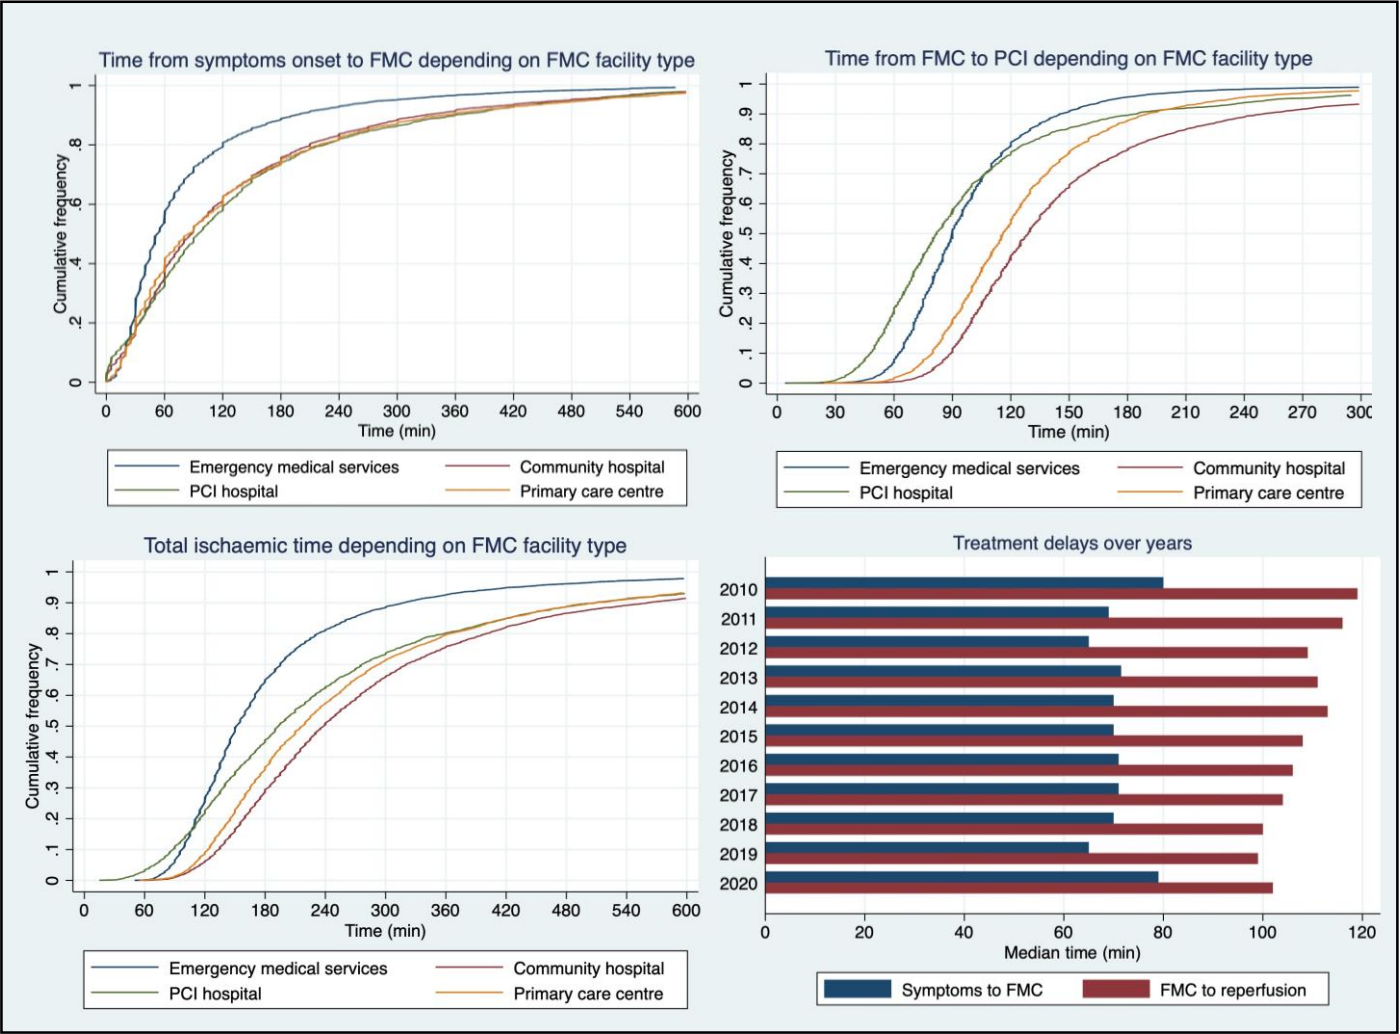 Time from symptoms onset to FMC depending on FMC facility type
Cumulative frequency
1
.8
.6
.4
.2
0
0 60 120 180 240 300 360 420 480 540 600
Time (min)
Emergency medical services Community hospital
PCI hospital Primary care centre
Time from FMC to PCI depending on FMC facility type
Cumulative frequency
1
.9
.8
.7
.6
.5
.4
.3
.2
.1
0
0 30 60 90 120 150 180 210 240 270 300
Time (min)
Emergency medical services Community hospital
PCI hospital Primary care centre
Total ischaemic time depending on FMC facility type
Cumulative frequency
1
.9
.8
.7
.6
.5
.4
.3
.2
.1
0
0 60 120 180 240 300 360 420 480 540 600
Time (min)
Emergency medical services Community hospital
PCI hospital Primary care centre
Treatment delays over years
2010
2011
2012
2013
2014
2015
2016
2017
2018
2019
2020
0 20 40 60 80 100 120
Median time (min)
Symptoms to FMC FMC to reperfusion